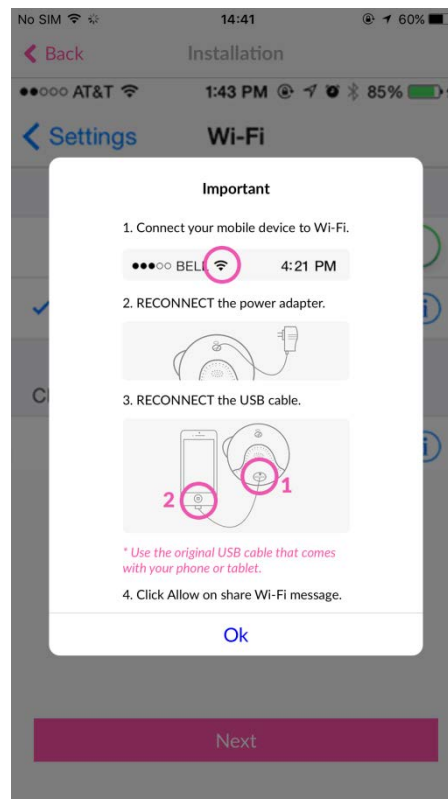 No SIM 14:41 60%
Back Installation
AT&T 1:43 PM 85%
Settings Wi-Fi
Important
1. Connect your mobile device to Wi-Fi.
BELL 4:21 PM
2. RECONNECT the power adapter.
3. RECONNECT the USB cable.
1
2
* Use the original USB cable that comes
with your phone or tablet.
4. Click Allow on share Wi-Fi message.
Ok
Next